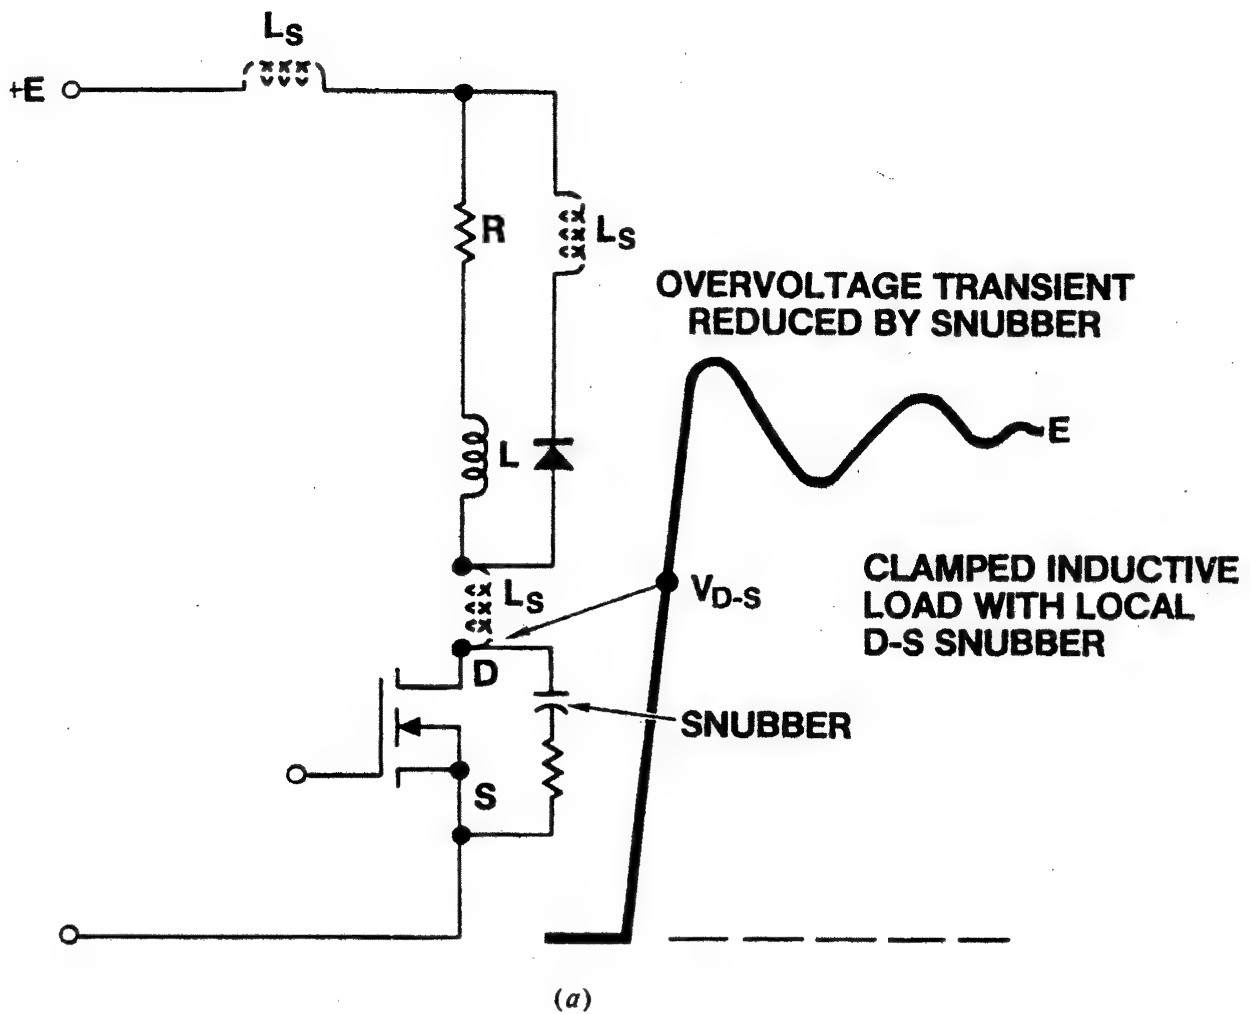 LS
+E
R
LS
OVERVOLTAGE TRANSIENT
REDUCED BY SNUBBER
L
E
LS
VD-S
CLAMPED INDUCTIVE
LOAD WITH LOCAL
D-S SNUBBER
D
SNUBBER
S
(a)